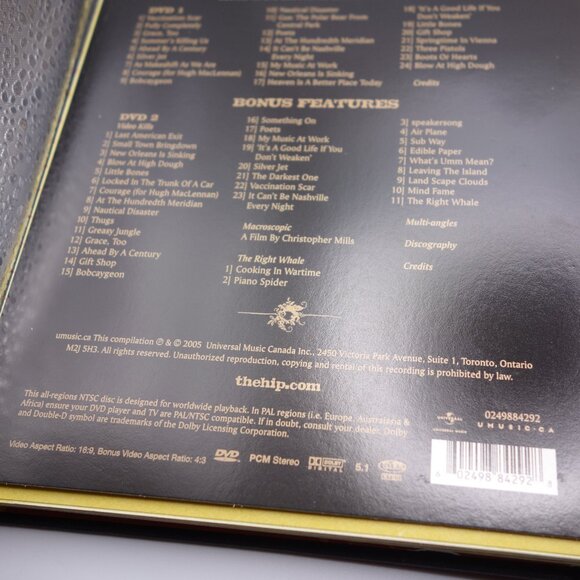 DVD 1
1] Vaccination Scar
2] Fully Completely
3] Grace, Too
5] Ahead By A Century
6] Silver Jet
8] Courage (for Hugh MacLennan)
9] Bobcaygeon
10] Nautical Disaster
11] Gus: The Polar Bear From
Central Park
12] Poets
13] At The Hundredth Meridian
14] It Can't Be Nashville
Every Night
15] My Music At Work
16] New Orleans Is Sinking
17] Heaven Is A Better Place Today
18] 'It's A Good Life If You
Don't Weaken'
19] Little Bones
20] Gift Shop
21] Springtime In Vienna
22] Three Pistols
23] Boots Or Hearts
24] Blow At High Dough
Credits
BONUS FEATURES
DVD 2
Video Kills
1] Last American Exit
2] Small Town Bringdown
3] New Orleans Is Sinking
4] Blow At High Dough
5] Little Bones
6] Locked In The Trunk Of A Car
7] Courage (for Hugh MacLennan)
8] At The Hundredth Meridian
9] Nautical Disaster
10] Thugs
11] Greasy Jungle
12] Grace, Too
13] Ahead By A Century
14] Gift Shop
15] Bobcaygeon
16] Something On
17] Poets
18] My Music At Work
19] 'It's A Good Life If You
Don't Weaken'
20] Silver Jet
21] The Darkest One
22] Vaccination Scar
23] It Can't Be Nashville
Every Night
Macroscopic
A Film By Christopher Mills
The Right Whale
1] Cooking In Wartime
2] Piano Spider
3] speakersong
4] Air Plane
5] Sub Way
6] Edible Paper
7] What's Umm Mean?
8] Leaving The Island
9] Land Scape Clouds
10] Mind Fame
11] The Right Whale
Multi-angles
Discography
Credits
umusic.ca This compilation ℗ & © 2005 Universal Music Canada Inc., 2450 Victoria Park Avenue, Suite 1, Toronto, Ontario
M2J 5H3. All rights reserved. Unauthorized reproduction, copying and rental of this recording is prohibited by law.
thehip.com
This all-regions NTSC disc is designed for worldwide playback. In PAL regions (i.e. Europe, Australasia &
Africa) ensure your DVD player and TV are PAL/NTSC compatible. If in doubt, consult your dealer. Dolby
and Double-D symbol are trademarks of the Dolby Licensing Corporation.
Video Aspect Ratio: 16:9, Bonus Video Aspect Ratio: 4:3
DVD
PCM Stereo
DOLBY
DIGITAL
5.1
UNIVERSAL
0249884292
UMUSIC.CA
6 02498 84292 8